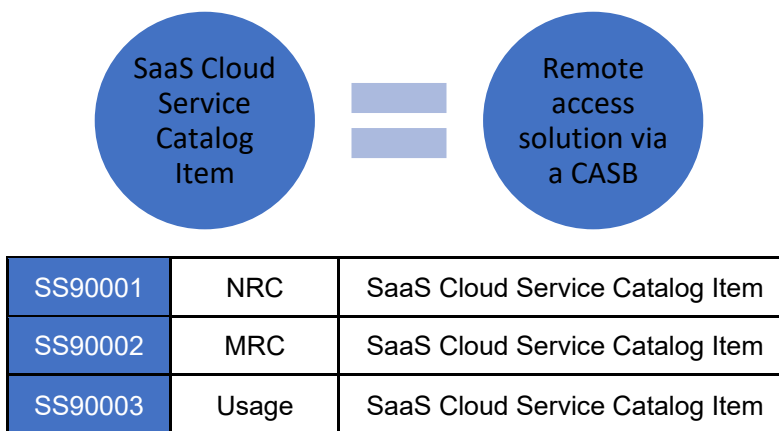 SaaS Cloud
Service
Catalog
Item
Remote
access
solution via
a CASB
SS90001 NRC SaaS Cloud Service Catalog Item
SS90002 MRC SaaS Cloud Service Catalog Item
SS90003 Usage SaaS Cloud Service Catalog Item